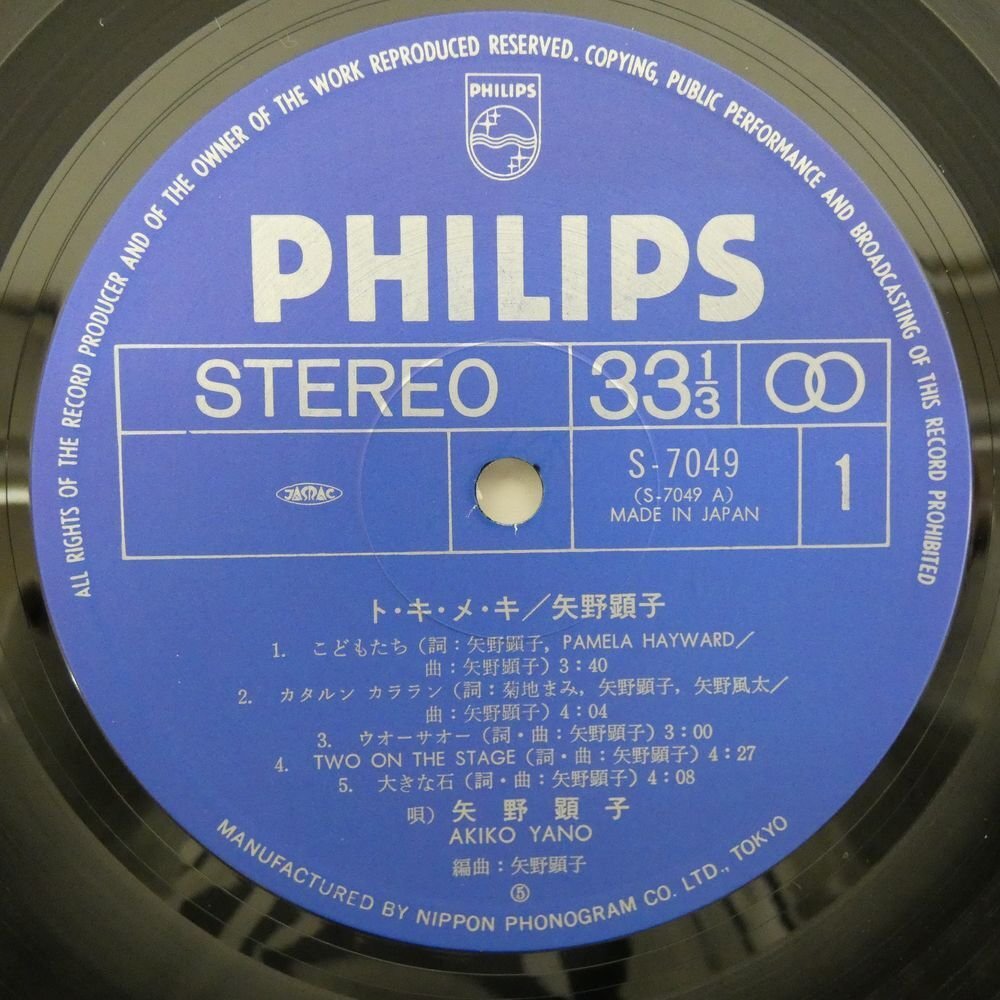 ALL RIGHTS OF THE RECORD PRODUCER AND OF THE OWNER OF THE WORK REPRODUCED RESERVED. COPYING, PUBLIC PERFORMANCE AND BROADCASTING OF THIS RECORD PROHIBITED
PHILIPS
PHILIPS
STEREO 33 1/3
JASRAC
S-7049
(S-7049 A)
MADE IN JAPAN
1
ト・キ・メ・キ／矢野顕子
1. こどもたち（詞：矢野顕子, PAMELA HAYWARD／
曲：矢野顕子）3:40
2. カタルン カララン（詞：菊地まみ, 矢野顕子, 矢野風太／
曲：矢野顕子）4:04
3. ウオーサオー（詞・曲：矢野顕子）3:00
4. TWO ON THE STAGE（詞・曲：矢野顕子）4:27
5. 大きな石（詞・曲：矢野顕子）4:08
唄）矢野顕子
AKIKO YANO
編曲：矢野顕子
⑤
MANUFACTURED BY NIPPON PHONOGRAM CO. LTD., TOKYO